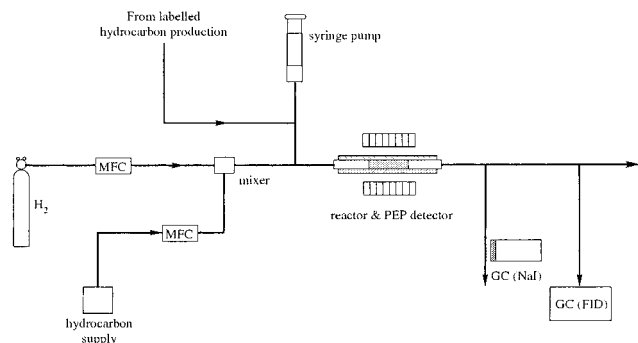 From labelled
hydrocarbon production
syringe pump
MFC
mixer
H₂
MFC
reactor & PEP detector
GC (NaI)
GC (FID)
hydrocarbon
supply